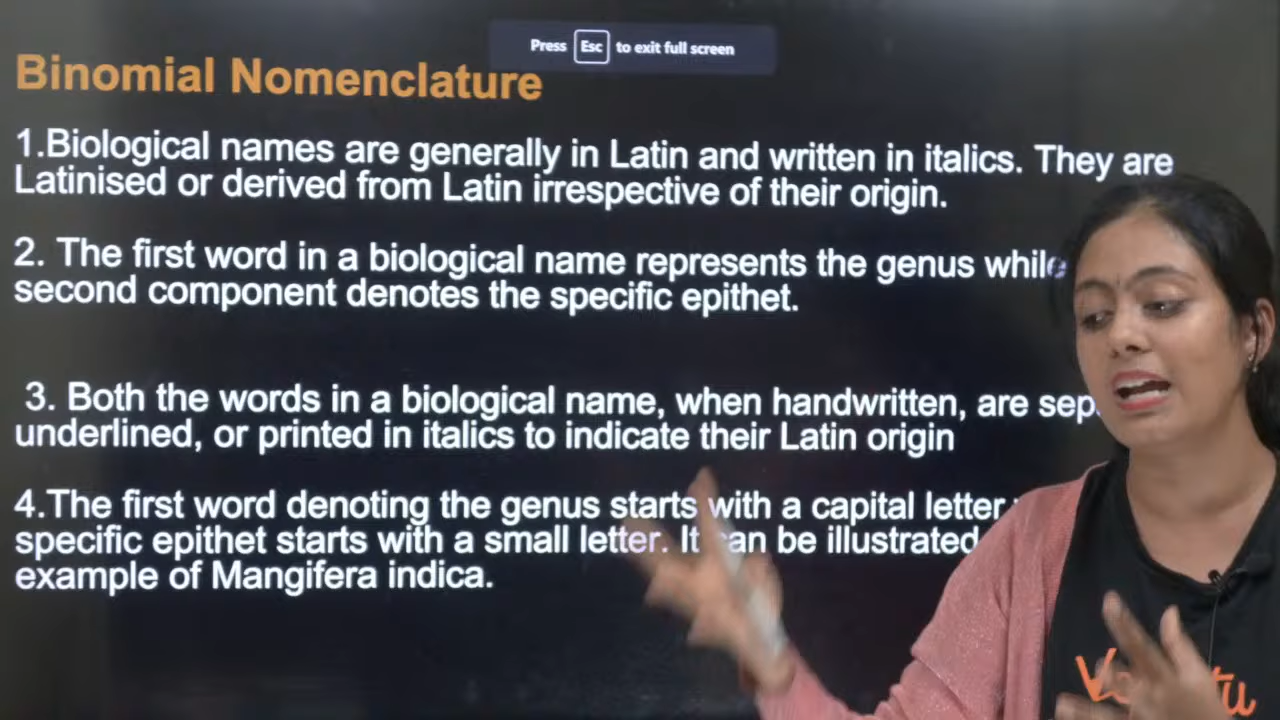 Press Esc to exit full screen
Binomial Nomenclature
1.Biological names are generally in Latin and written in italics. They are
Latinised or derived from Latin irrespective of their origin.
2. The first word in a biological name represents the genus while
second component denotes the specific epithet.
3. Both the words in a biological name, when handwritten, are
underlined, or printed in italics to indicate their Latin origin
4.The first word denoting the genus starts with a capital letter
specific epithet starts with a small letter. It can be illustrated
example of Mangifera indica.